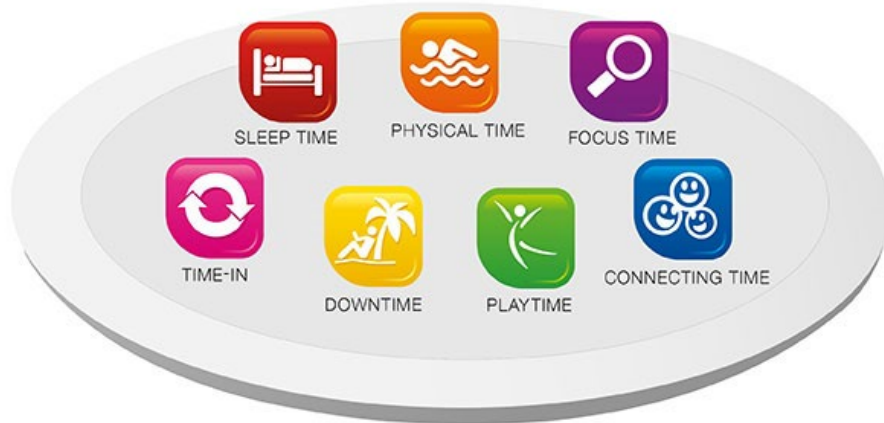 SLEEP TIME
PHYSICAL TIME
FOCUS TIME
TIME-IN
DOWNTIME
PLAYTIME
CONNECTING TIME